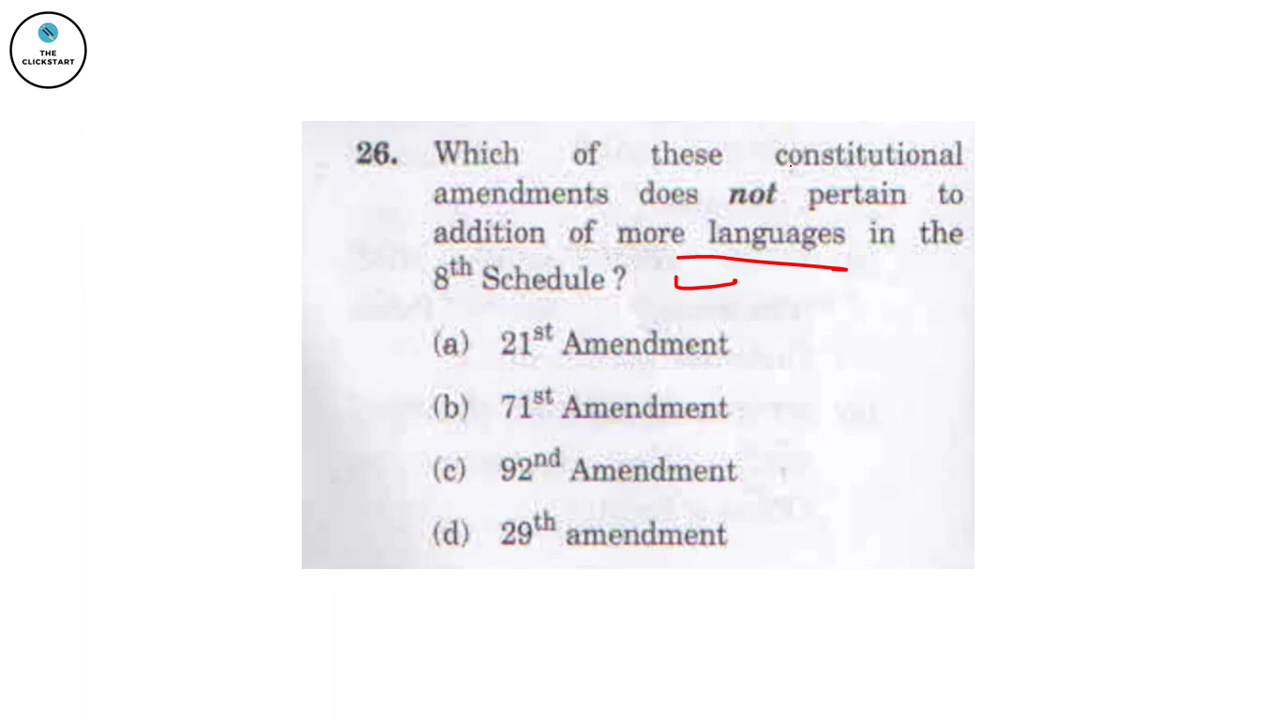 THE
CLICKSTART
26. Which of these constitutional
amendments does not pertain to
addition of more languages in the
8th Schedule ?
(a) 21st Amendment
(b) 71st Amendment
(c) 92nd Amendment
(d) 29th amendment